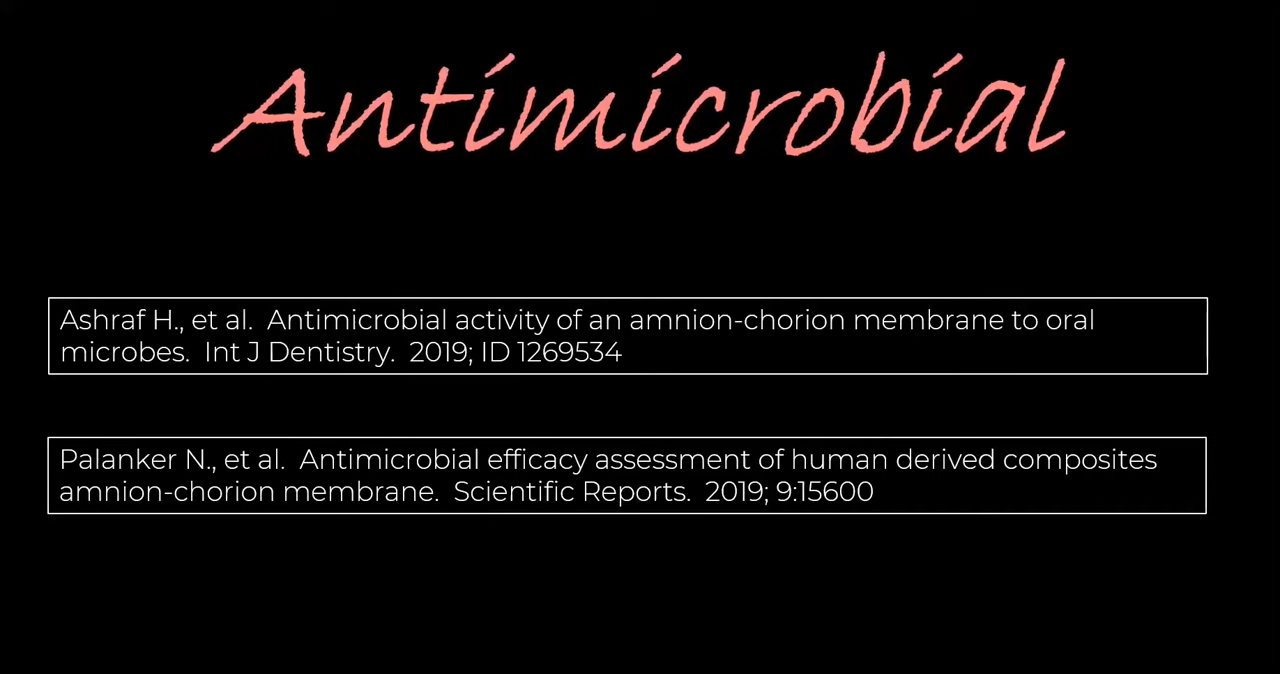 Antimicrobial
Ashraf H., et al.  Antimicrobial activity of an amnion-chorion membrane to oral
microbes.  Int J Dentistry.  2019; ID 1269534
Palanker N., et al.  Antimicrobial efficacy assessment of human derived composites
amnion-chorion membrane.  Scientific Reports.  2019; 9:15600